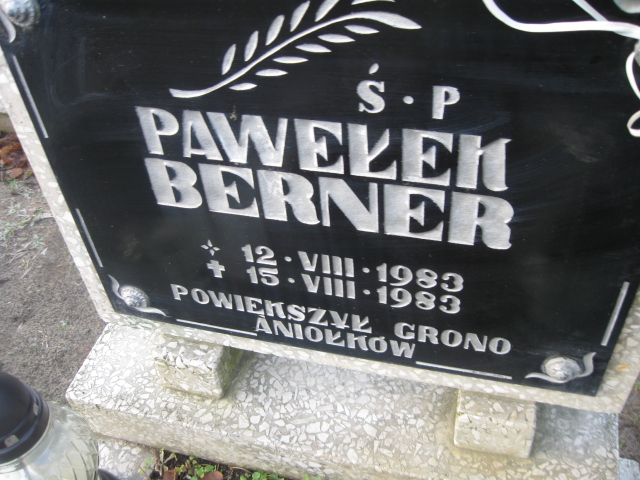 Ś · P
PAWEŁEK
BERNER
12 · VIII · 1983
✝ 15 · VIII · 1983
POWIĘKSZYŁ GRONO
ANIOŁKÓW